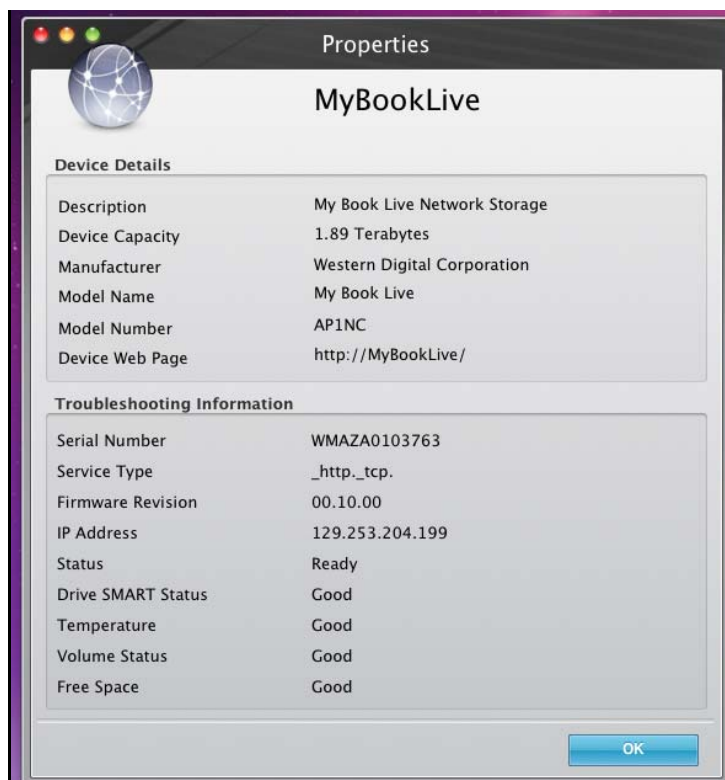 Properties
MyBookLive
Device Details
Description My Book Live Network Storage
Device Capacity 1.89 Terabytes
Manufacturer Western Digital Corporation
Model Name My Book Live
Model Number AP1NC
Device Web Page http://MyBookLive/
Troubleshooting Information
Serial Number WMAZA0103763
Service Type _http._tcp.
Firmware Revision 00.10.00
IP Address 129.253.204.199
Status Ready
Drive SMART Status Good
Temperature Good
Volume Status Good
Free Space Good
OK